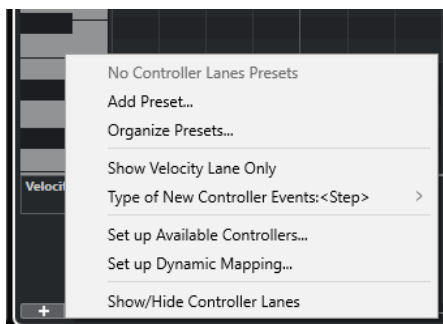 No Controller Lanes Presets
Add Preset...
Organize Presets...
Show Velocity Lane Only
Type of New Controller Events:<Step>
Set up Available Controllers...
Set up Dynamic Mapping...
Show/Hide Controller Lanes